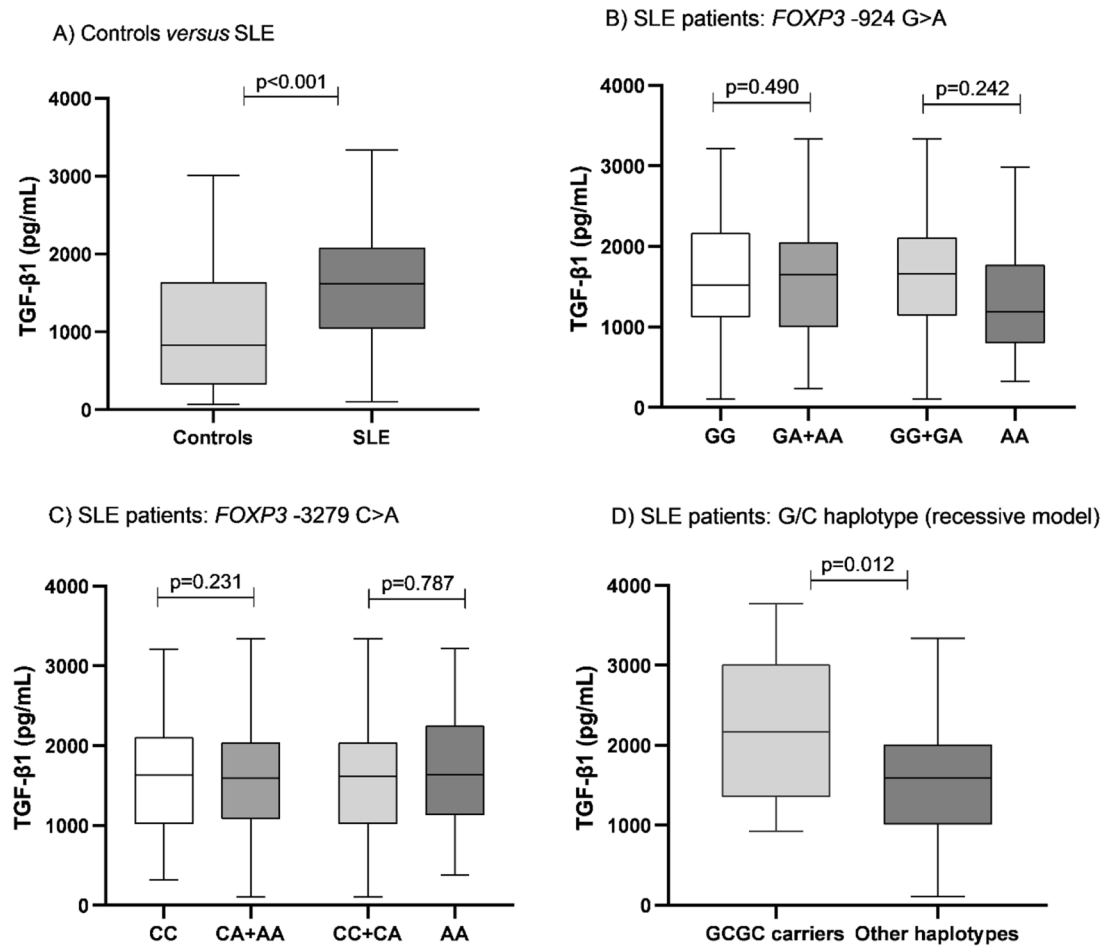 A) Controls versus SLE
p<0.001
TGF-β1 (pg/mL)
4000
3000
2000
1000
0
Controls SLE
B) SLE patients: FOXP3 -924 G>A
p=0.490 p=0.242
TGF-β1 (pg/mL)
4000
3000
2000
1000
0
GG GA+AA GG+GA AA
C) SLE patients: FOXP3 -3279 C>A
p=0.231 p=0.787
TGF-β1 (pg/mL)
4000
3000
2000
1000
0
CC CA+AA CC+CA AA
D) SLE patients: G/C haplotype (recessive model)
p=0.012
TGF-β1 (pg/mL)
4000
3000
2000
1000
0
GCGC carriers Other haplotypes